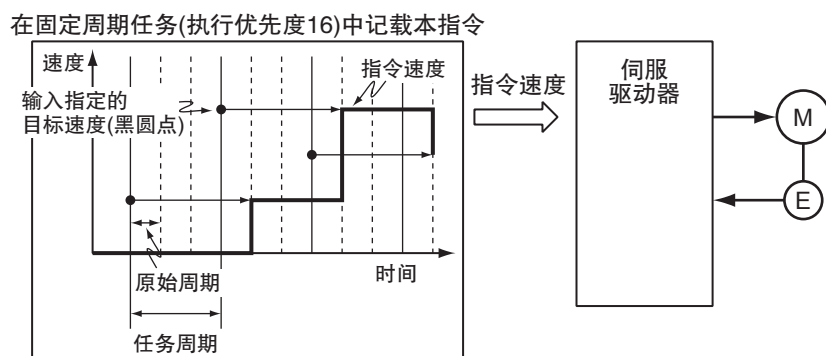 在固定周期任务(执行优先度16)中记载本指令
速度
指令速度
输入指定的
目标速度(黑圆点)
原始周期
时间
任务周期
指令速度
伺服
驱动器
M
E